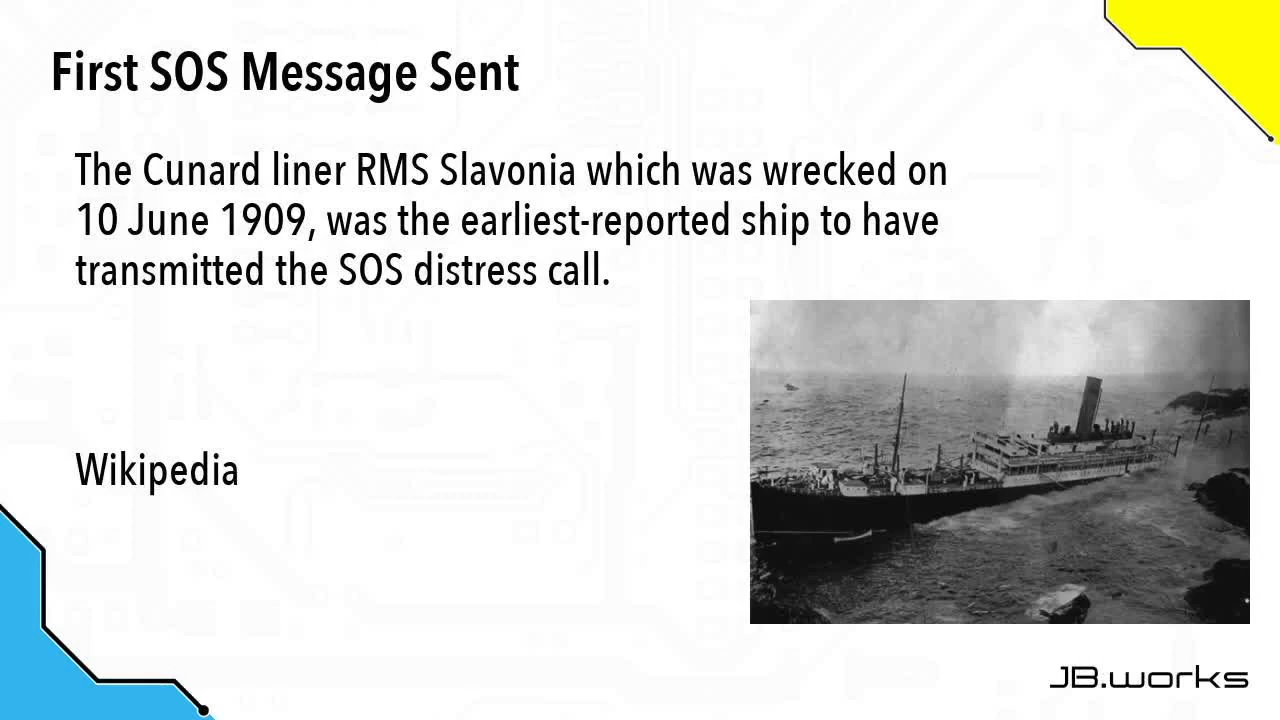 First SOS Message Sent
The Cunard liner RMS Slavonia which was wrecked on
10 June 1909, was the earliest-reported ship to have
transmitted the SOS distress call.
Wikipedia
JB.works